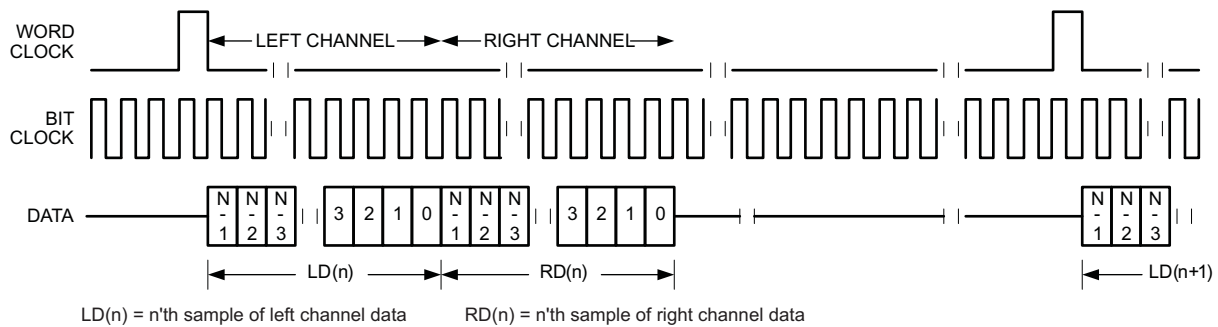 WORD
CLOCK
LEFT CHANNEL
RIGHT CHANNEL
BIT
CLOCK
DATA
N-1 N-2 N-3 3 2 1 0 N-1 N-2 N-3 3 2 1 0 N-1 N-2 N-3
LD(n) RD(n) LD(n+1)
LD(n) = n'th sample of left channel data RD(n) = n'th sample of right channel data